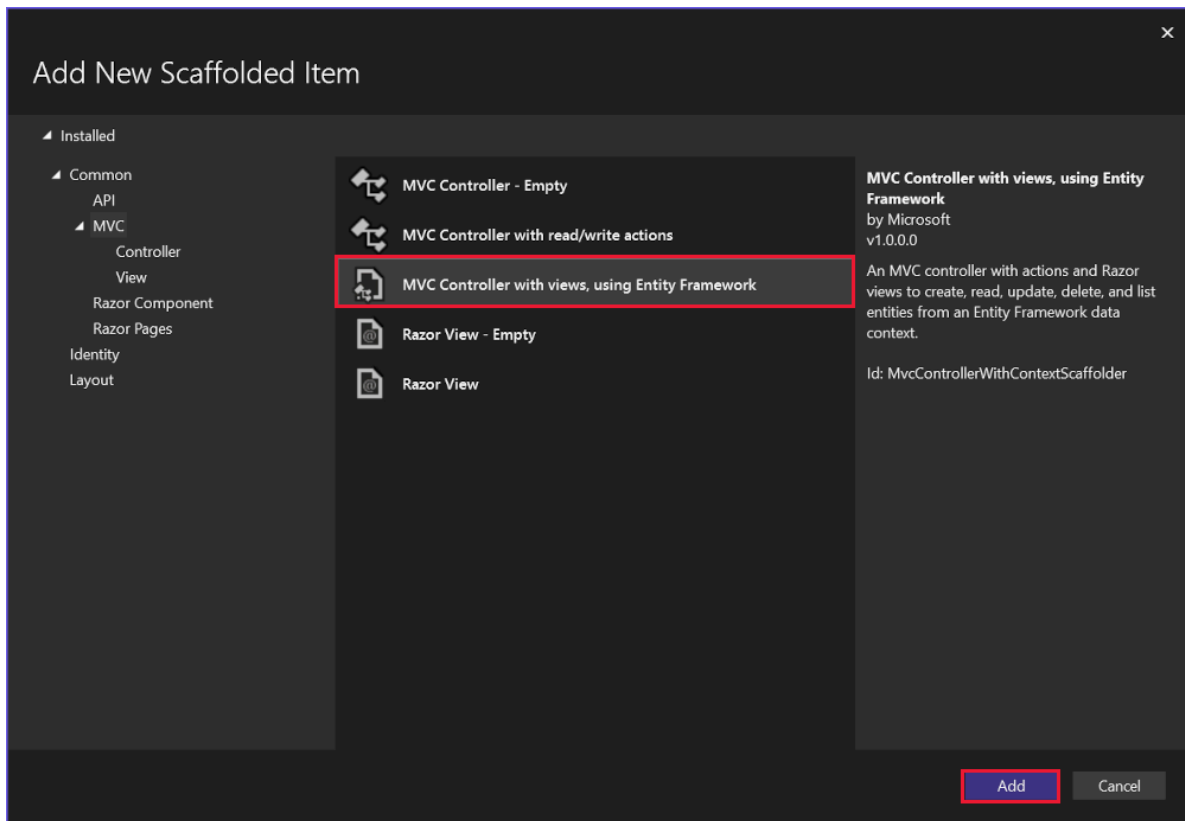 Add New Scaffolded Item
Installed
Common
API
MVC
Controller
View
Razor Component
Razor Pages
Identity
Layout
MVC Controller - Empty
MVC Controller with read/write actions
MVC Controller with views, using Entity Framework
Razor View - Empty
Razor View
MVC Controller with views, using Entity
Framework
by Microsoft
v1.0.0.0
An MVC controller with actions and Razor
views to create, read, update, delete, and list
entities from an Entity Framework data
context.
Id: MvcControllerWithContextScaffolder
Add
Cancel